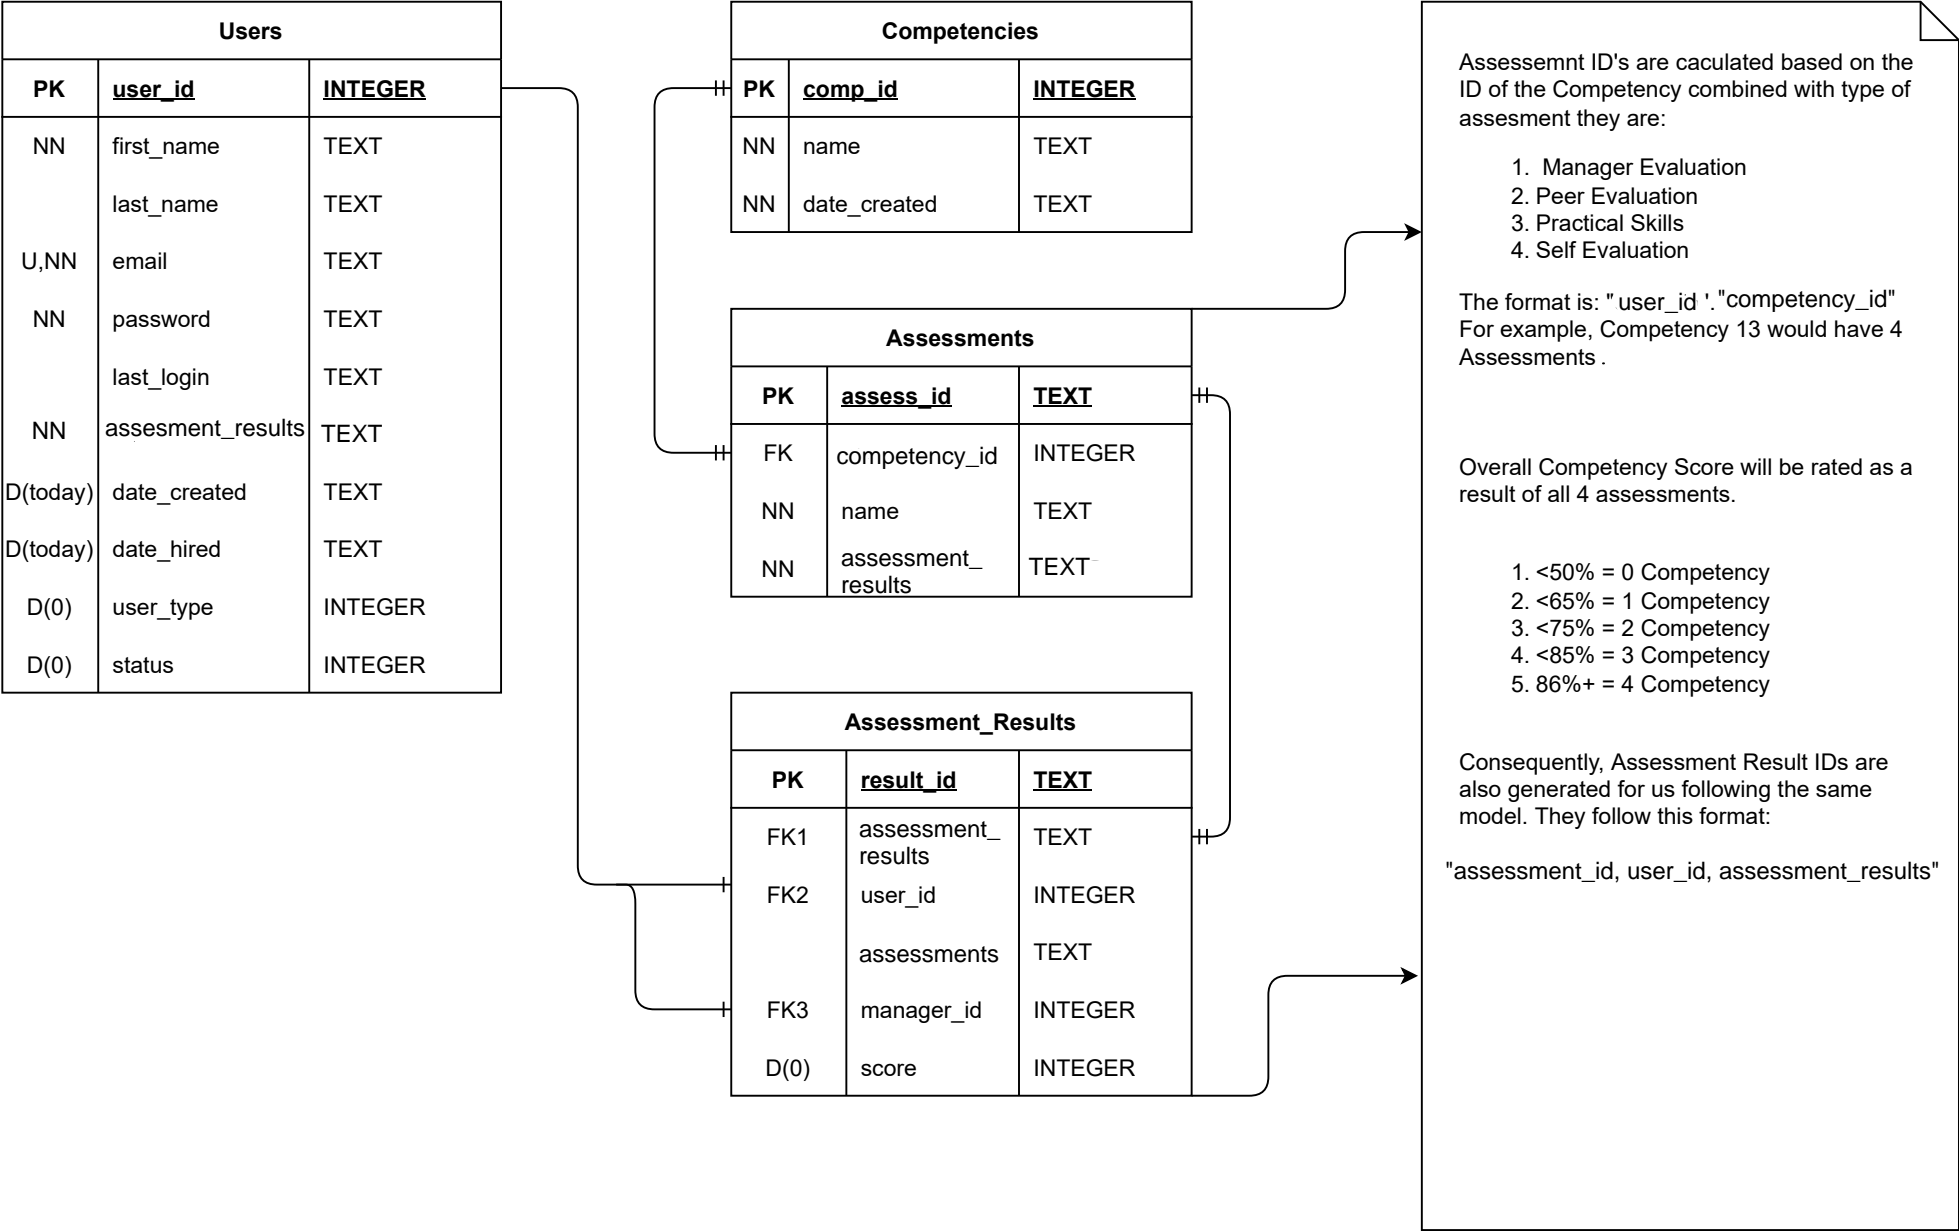 Users
PK user_id INTEGER
NN first_name TEXT
last_name TEXT
U,NN email TEXT
NN password TEXT
last_login TEXT
NN assesment_results TEXT
D(today) date_created TEXT
D(today) date_hired TEXT
D(0) user_type INTEGER
D(0) status INTEGER
Competencies
PK comp_id INTEGER
NN name TEXT
NN date_created TEXT
Assessments
PK assess_id TEXT
FK competency_id INTEGER
NN name TEXT
NN assessment_ TEXT
results
Assessment_Results
PK result_id TEXT
FK1 assessment_ TEXT
results
FK2 user_id INTEGER
assessments TEXT
FK3 manager_id INTEGER
D(0) score INTEGER
Assessemnt ID's are caculated based on the
ID of the Competency combined with type of
assesment they are:
1. Manager Evaluation
2. Peer Evaluation
3. Practical Skills
4. Self Evaluation
The format is: "user_id '."competency_id"
For example, Competency 13 would have 4
Assessments .
Overall Competency Score will be rated as a
result of all 4 assessments.
1. <50% = 0 Competency
2. <65% = 1 Competency
3. <75% = 2 Competency
4. <85% = 3 Competency
5. 86%+ = 4 Competency
Consequently, Assessment Result IDs are
also generated for us following the same
model. They follow this format:
"assessment_id, user_id, assessment_results"